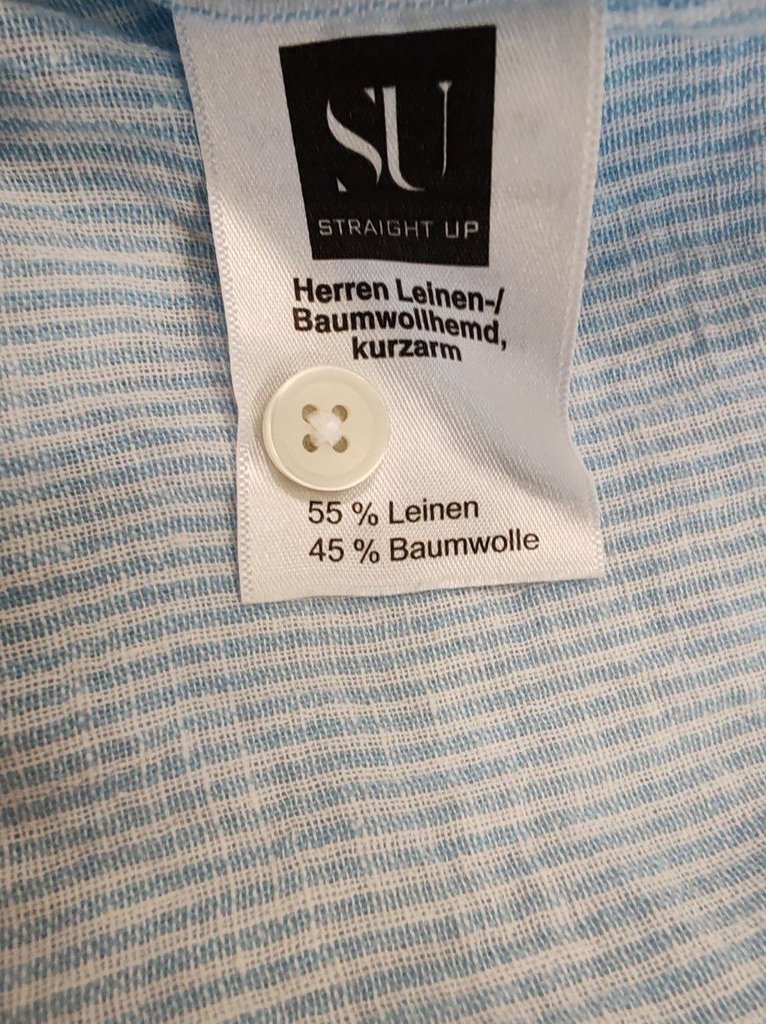 SU
STRAIGHT UP
Herren Leinen-/
Baumwollhemd,
kurzarm
55 % Leinen
45 % Baumwolle